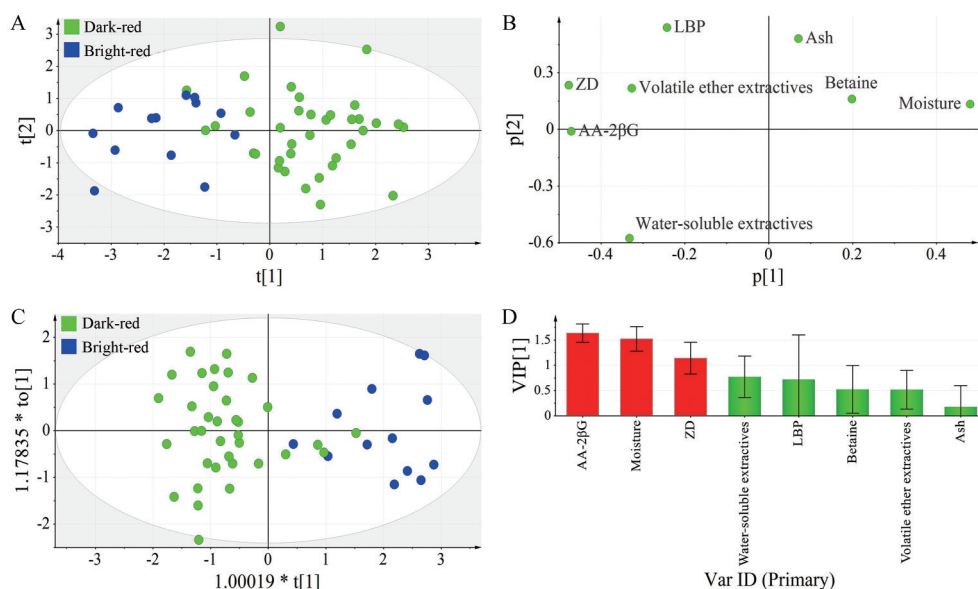 A
Dark-red
Bright-red
3
2
1
0
-1
-2
-3
t[2]
-4 -3 -2 -1 0 1 2 3
t[1]
B
LBP
Ash
ZD
Volatile ether extractives
Betaine
Moisture
AA-2βG
Water-soluble extractives
0.3
0
-0.3
-0.6
p[2]
-0.4 -0.2 0 0.2 0.4
p[1]
C
Dark-red
Bright-red
2
1
0
-1
-2
1.17835 * to[1]
-3 -2 -1 0 1 2 3
1.00019 * t[1]
D
1.5
1
0.5
0
VIP[1]
AA-2βG
Moisture
ZD
Water-soluble extractives
LBP
Betaine
Volatile ether extractives
Ash
Var ID (Primary)